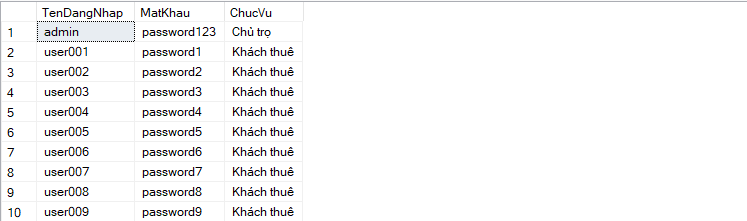 TenDangNhap MatKhau ChucVu
1 admin password123 Chủ trọ
2 user001 password1 Khách thuê
3 user002 password2 Khách thuê
4 user003 password3 Khách thuê
5 user004 password4 Khách thuê
6 user005 password5 Khách thuê
7 user006 password6 Khách thuê
8 user007 password7 Khách thuê
9 user008 password8 Khách thuê
10 user009 password9 Khách thuê